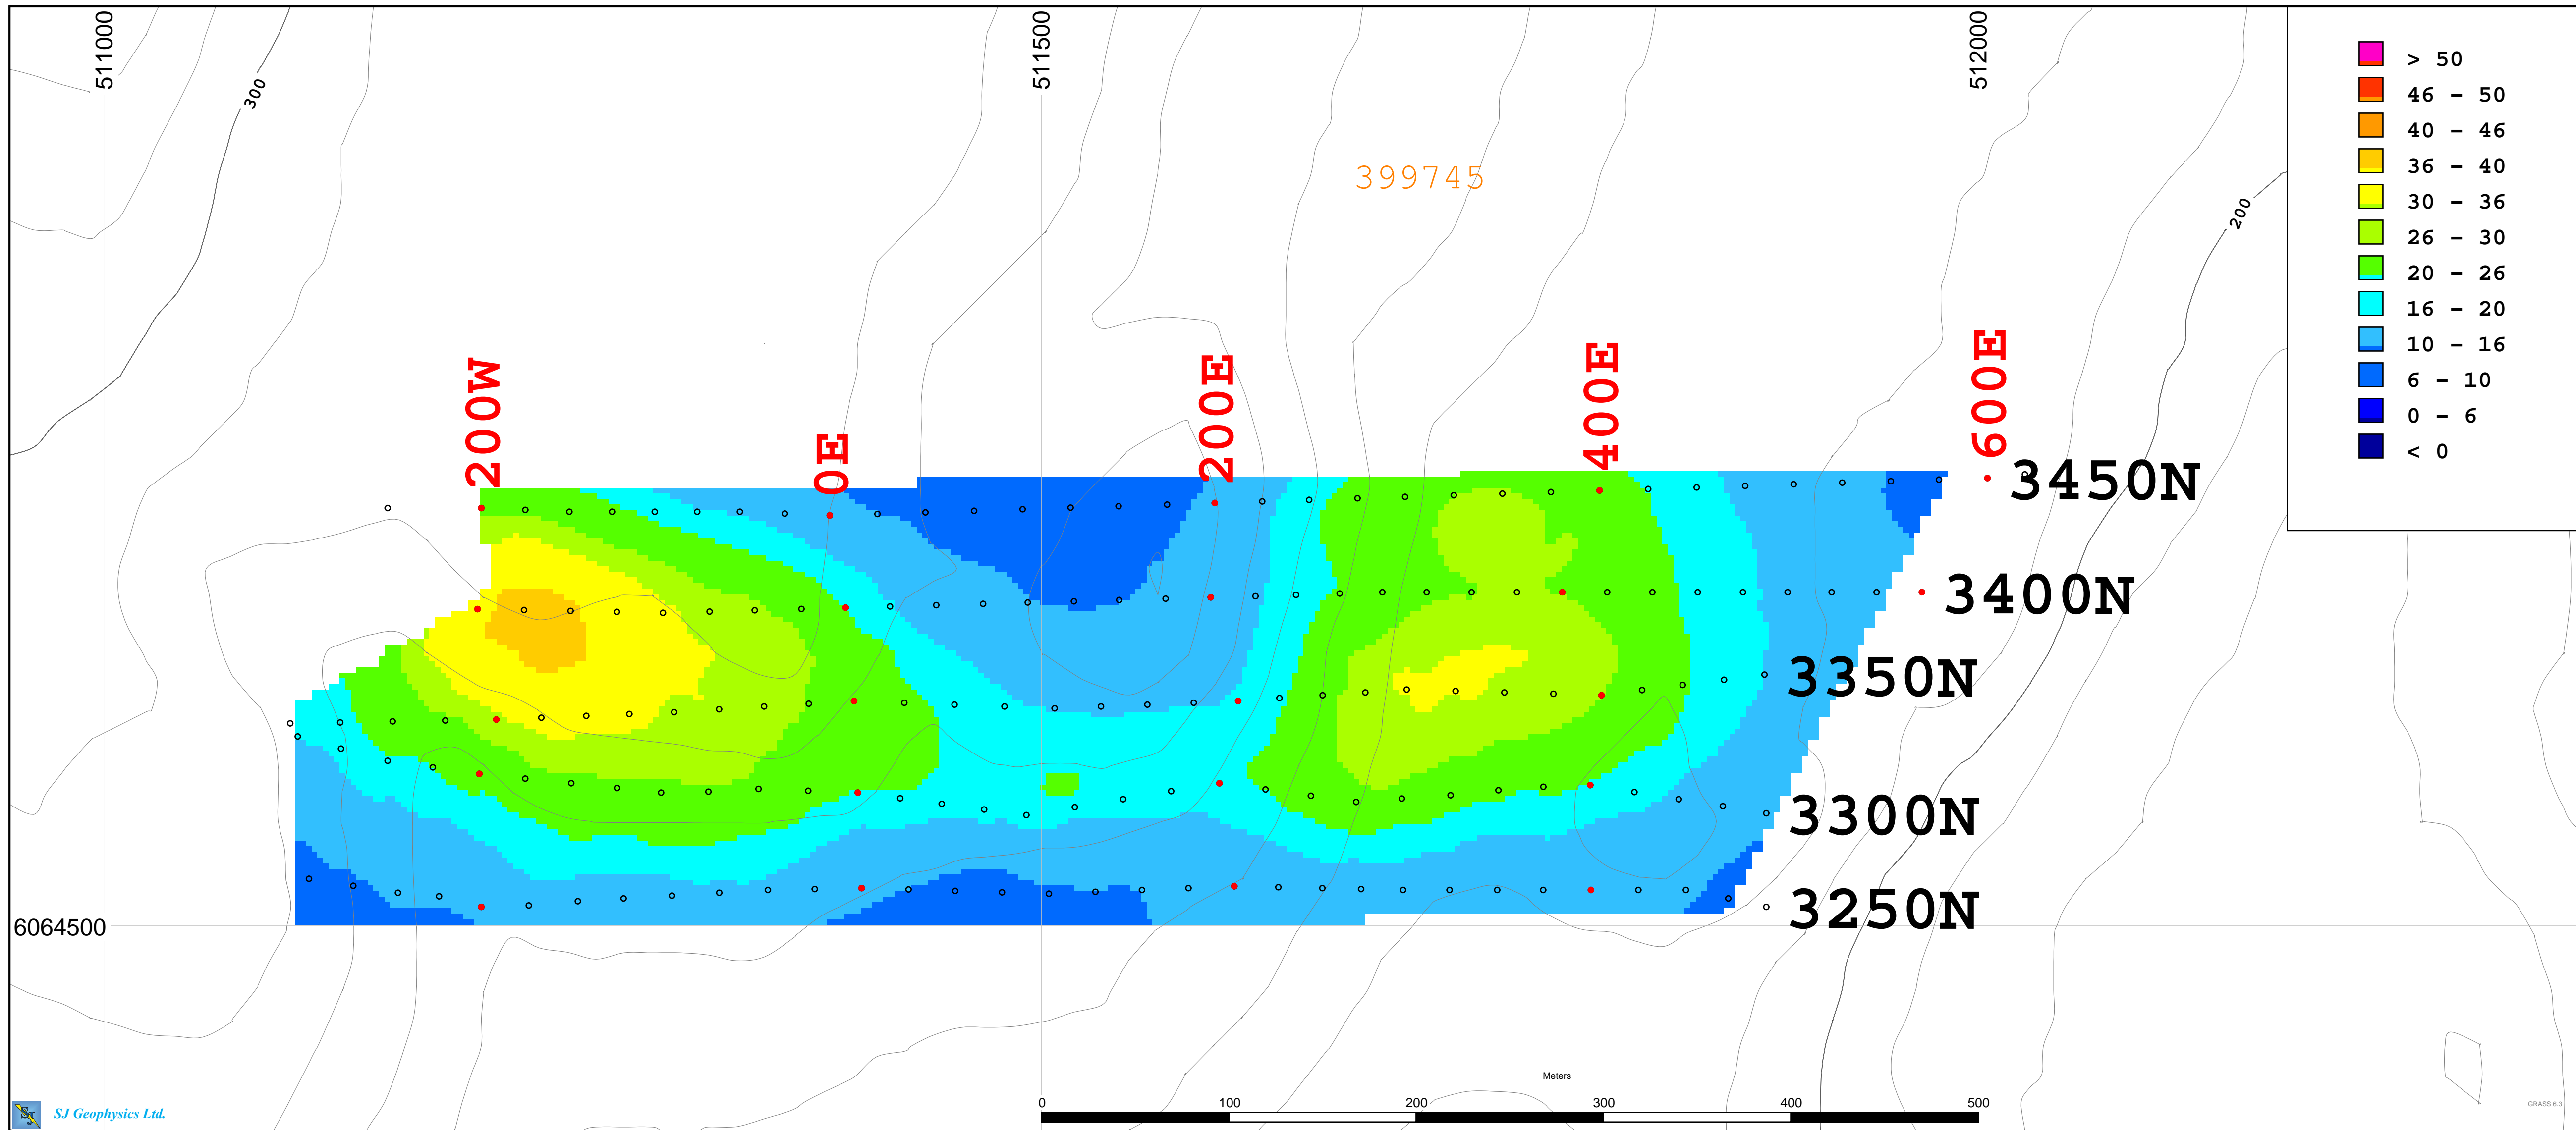 511000
511500
512000
300
200
399745
> 50
46 - 50
40 - 46
36 - 40
30 - 36
26 - 30
20 - 26
16 - 20
10 - 16
6 - 10
0 - 6
< 0
200W
0E
200E
400E
600E
3450N
3400N
3350N
3300N
3250N
6064500
Meters
0 100 200 300 400 500
SJ
SJ Geophysics Ltd.
GRASS 6.3